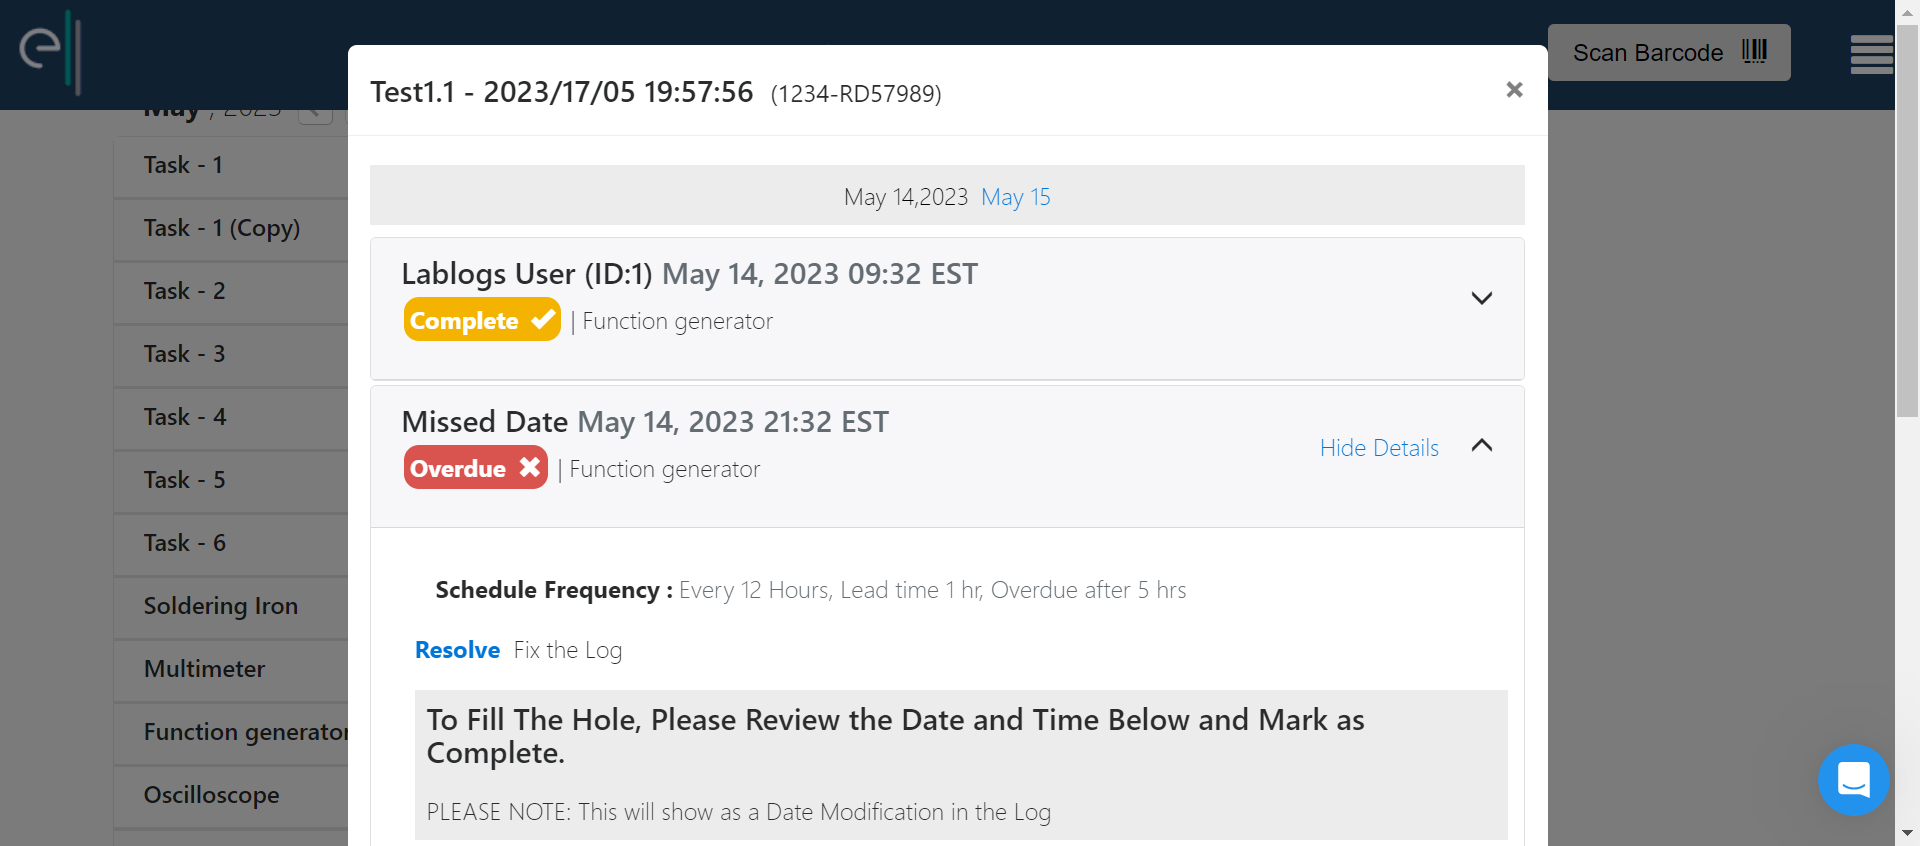 ell
Scan Barcode
May , 2023
Test1.1 - 2023/17/05 19:57:56 (1234-RD57989)
×
May 14,2023 May 15
Task - 1
Task - 1 (Copy)
Task - 2
Task - 3
Task - 4
Task - 5
Task - 6
Soldering Iron
Multimeter
Function generator
Oscilloscope
Lablogs User (ID:1) May 14, 2023 09:32 EST
Complete ✔ | Function generator
Missed Date May 14, 2023 21:32 EST
Overdue ✖ | Function generator
Hide Details
Schedule Frequency : Every 12 Hours, Lead time 1 hr, Overdue after 5 hrs
Resolve Fix the Log
To Fill The Hole, Please Review the Date and Time Below and Mark as
Complete.
PLEASE NOTE: This will show as a Date Modification in the Log